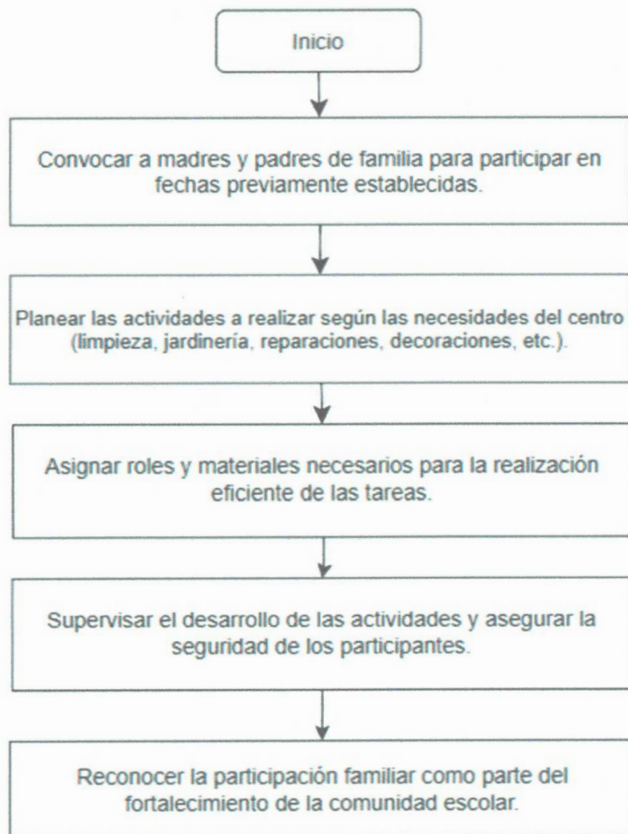 Inicio
Convocar a madres y padres de familia para participar en
fechas previamente establecidas.
Planear las actividades a realizar según las necesidades del centro
(limpieza, jardinería, reparaciones, decoraciones, etc.).
Asignar roles y materiales necesarios para la realización
eficiente de las tareas.
Supervisar el desarrollo de las actividades y asegurar la
seguridad de los participantes.
Reconocer la participación familiar como parte del
fortalecimiento de la comunidad escolar.